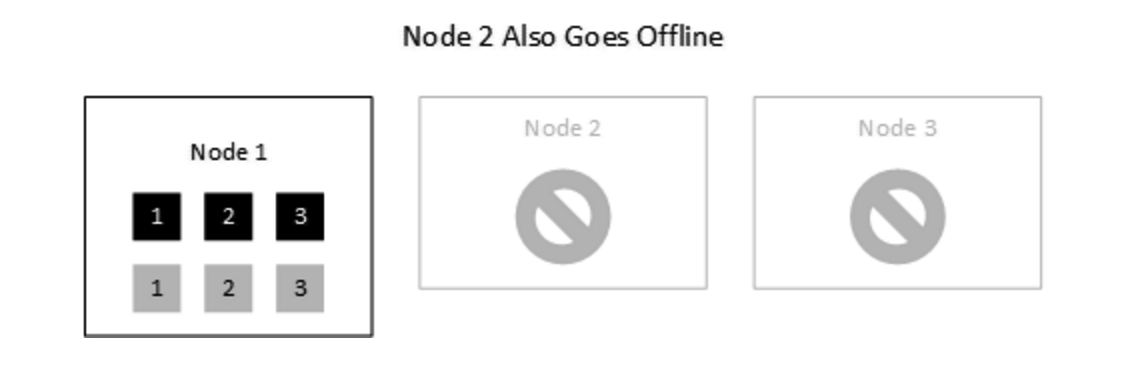 Node 2 Also Goes Offline
Node 1
1 2 3
1 2 3
Node 2
Node 3